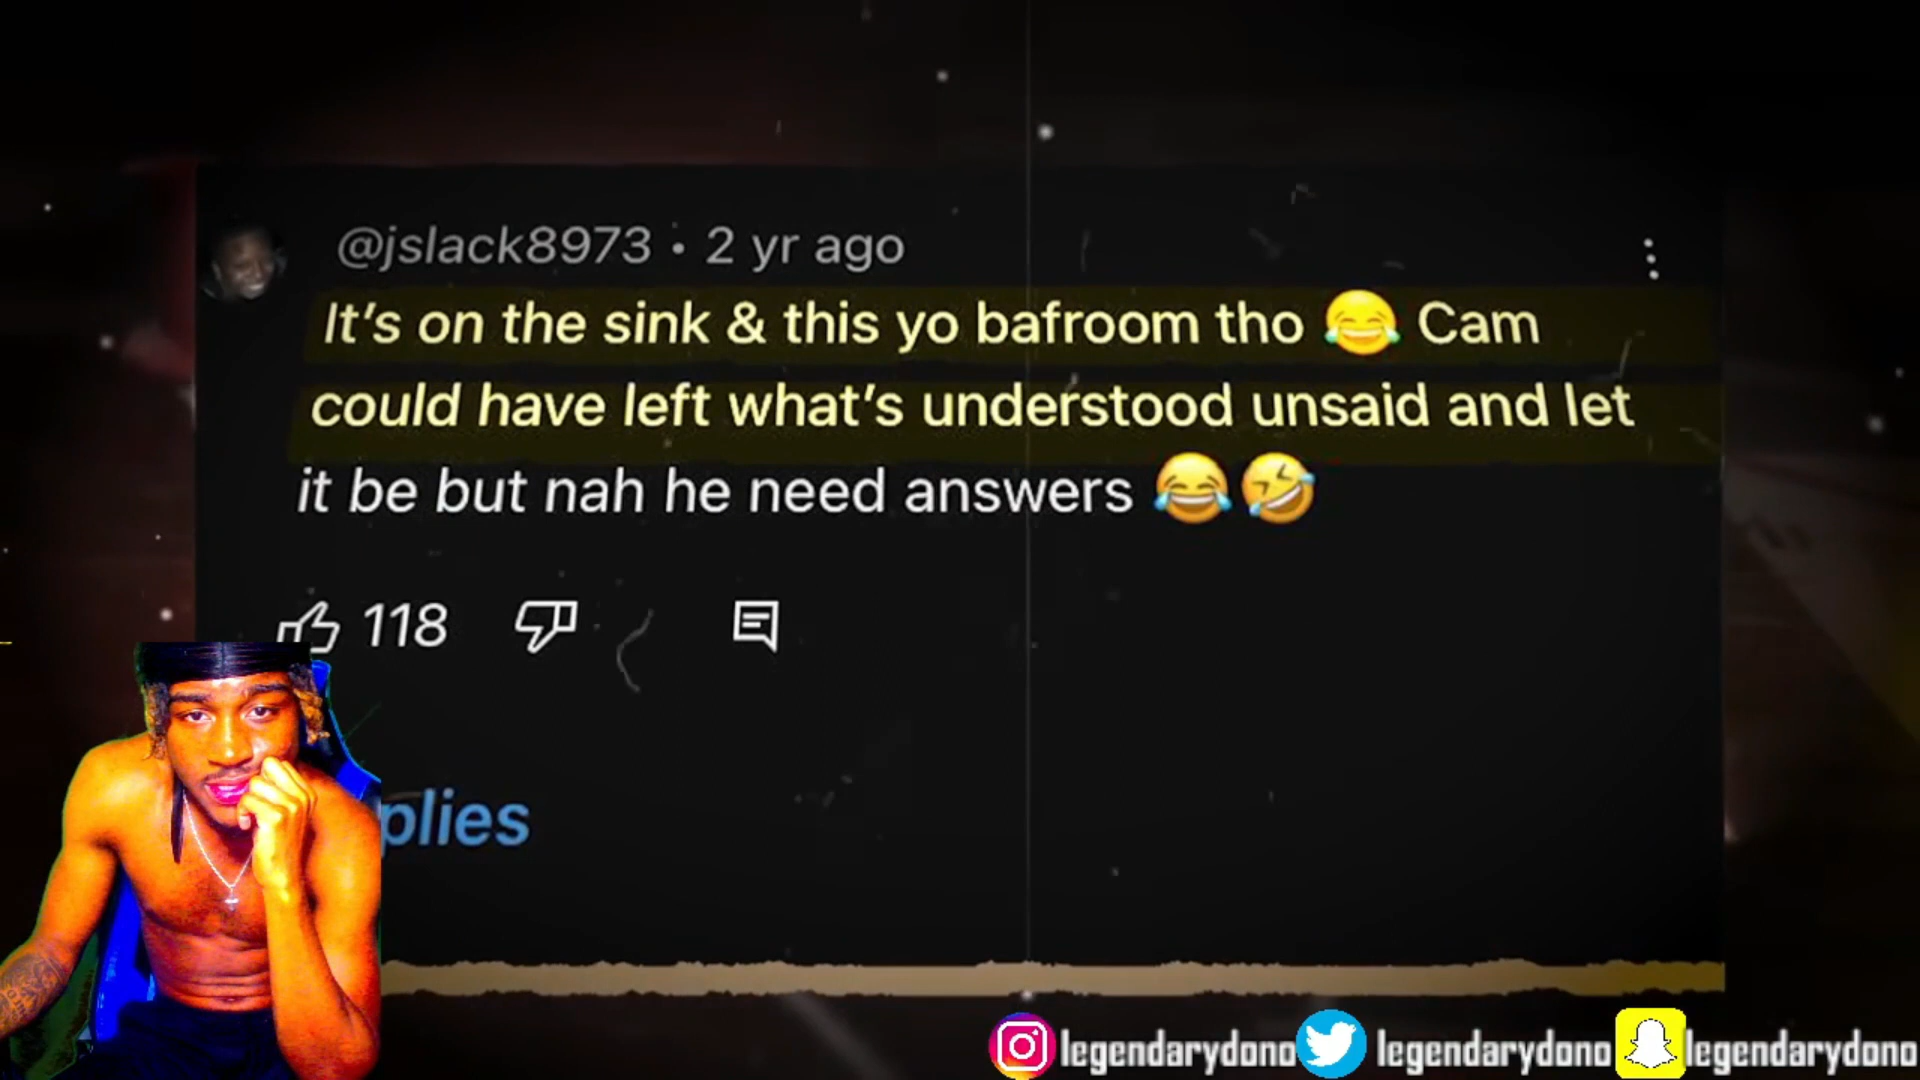 @jslack8973 • 2 yr ago
It's on the sink & this yo bafroom tho 😂 Cam
could have left what's understood unsaid and let
it be but nah he need answers 😂🤣
118
plies
legendarydono legendarydono legendarydono